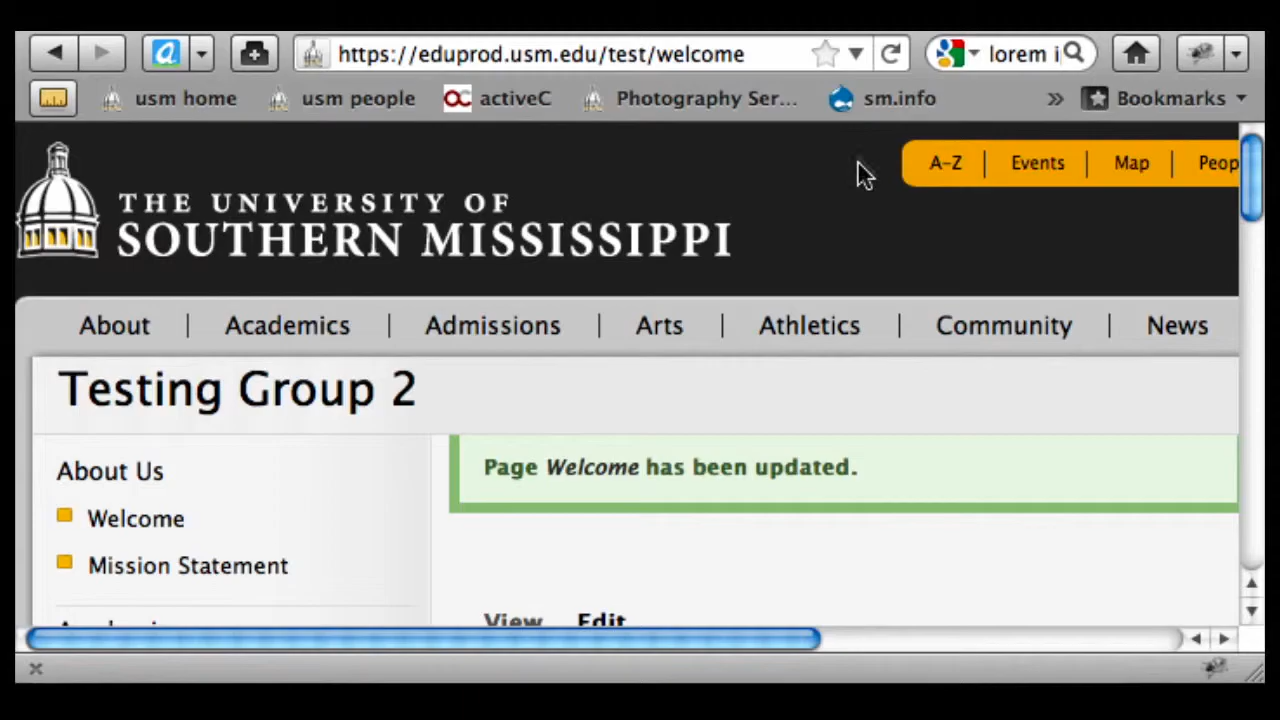 https://eduprod.usm.edu/test/welcome
lorem i
usm home
usm people
activeC
Photography Ser...
sm.info
Bookmarks
A-Z
Events
Map
Peop
THE UNIVERSITY OF
SOUTHERN MISSISSIPPI
About
Academics
Admissions
Arts
Athletics
Community
News
Testing Group 2
About Us
Page Welcome has been updated.
Welcome
Mission Statement
View
Edit